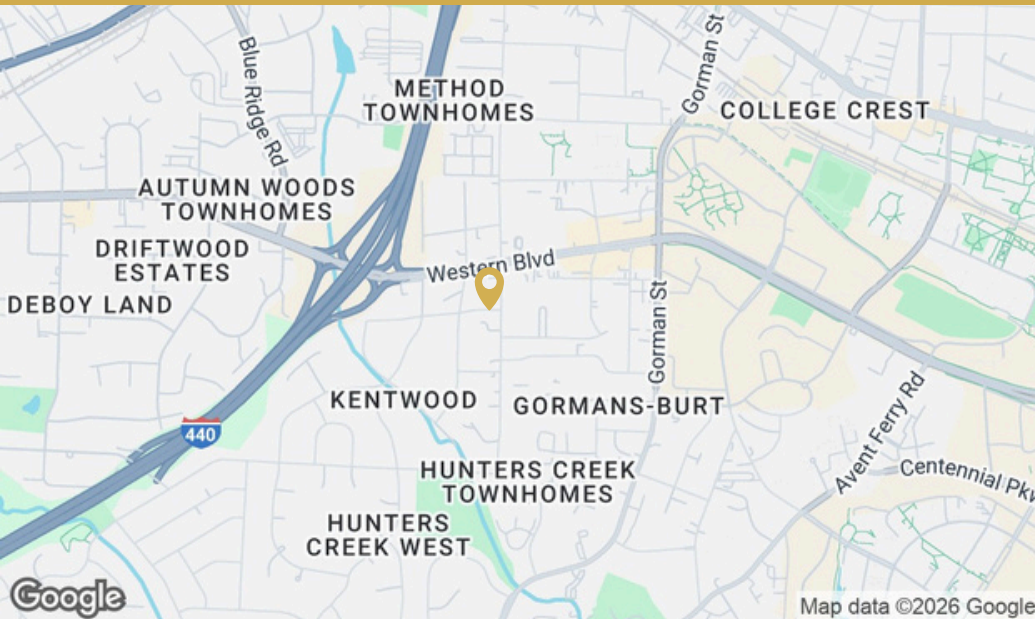 Blue Ridge Rd
Gorman St
METHOD
TOWNHOMES
COLLEGE CREST
AUTUMN WOODS
TOWNHOMES
DRIFTWOOD
ESTATES
Western Blvd
DEBOY LAND
Gorman St
KENTWOOD
GORMANS-BURT
Avent Ferry Rd
440
HUNTERS CREEK
TOWNHOMES
Centennial Pkw
HUNTERS
CREEK WEST
Google
Map data ©2026 Google